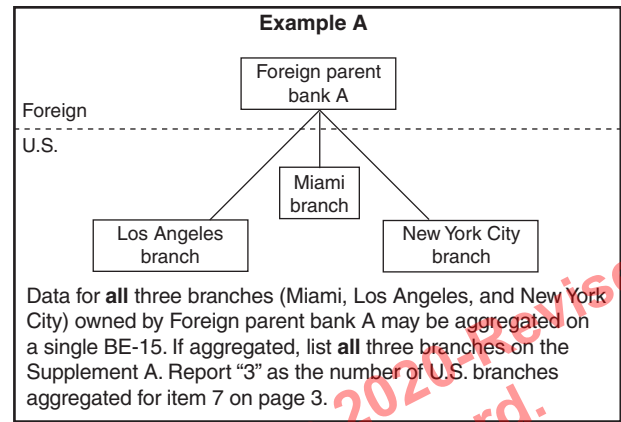 Example A
Foreign parent
bank A
Foreign
U.S.
Miami
branch
Los Angeles
branch
New York City
branch
Data for all three branches (Miami, Los Angeles, and New York
City) owned by Foreign parent bank A may be aggregated on
a single BE-15. If aggregated, list all three branches on the
Supplement A. Report “3” as the number of U.S. branches
aggregated for item 7 on page 3.
2020-Revise
rd.